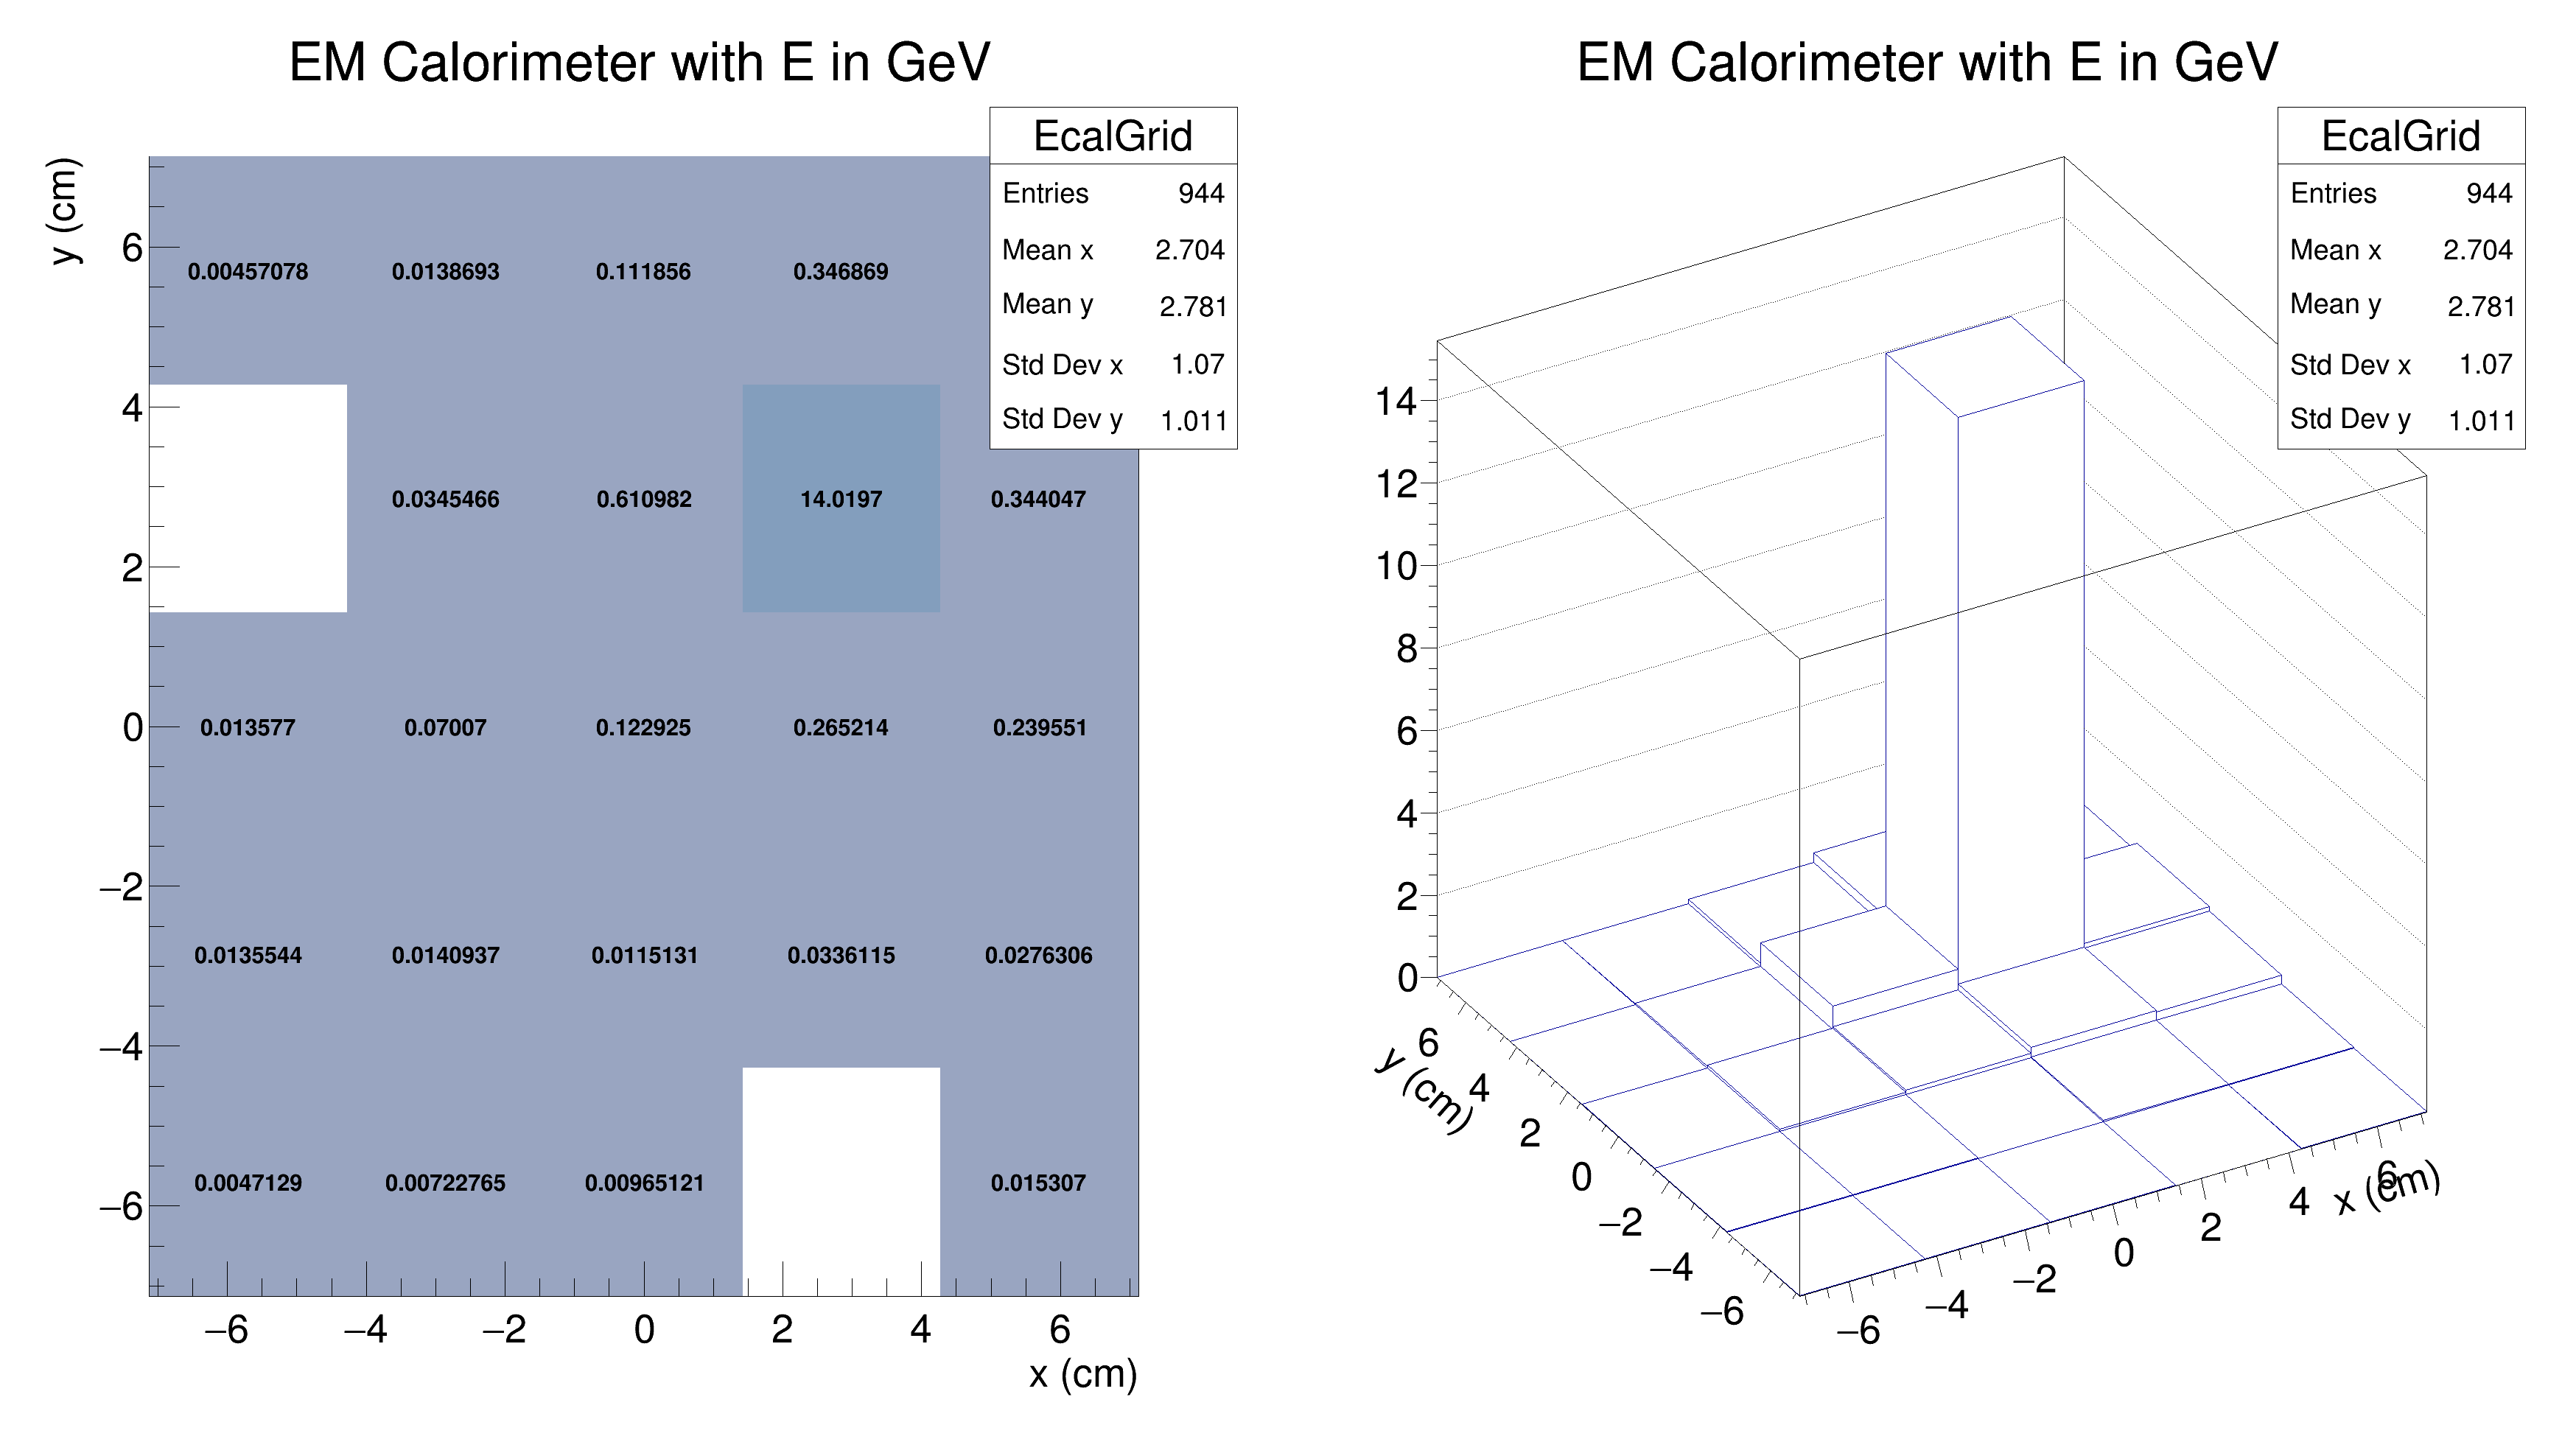 EM Calorimeter with E in GeV
EcalGrid
Entries 944
Mean x 2.704
Mean y 2.781
Std Dev x 1.07
Std Dev y 1.011
y (cm)
6
4
2
0
−2
−4
−6
0.00457078 0.0138693 0.111856 0.346869
0.0345466 0.610982 14.0197 0.344047
0.013577 0.07007 0.122925 0.265214 0.239551
0.0135544 0.0140937 0.0115131 0.0336115 0.0276306
0.0047129 0.00722765 0.00965121 0.015307
−6 −4 −2 0 2 4 6
x (cm)
EM Calorimeter with E in GeV
EcalGrid
Entries 944
Mean x 2.704
Mean y 2.781
Std Dev x 1.07
Std Dev y 1.011
14
12
10
8
6
4
2
0
6
4
2
0
−2
−4
−6
y (cm)
−6
−4
−2
0
2
4
6
x (cm)